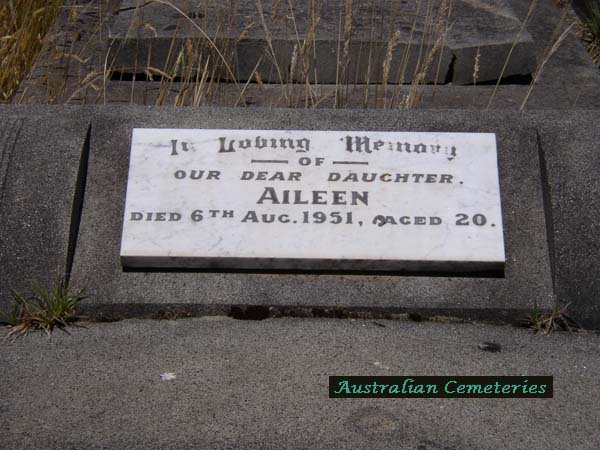 In Loving Memory
OF
OUR DEAR DAUGHTER.
AILEEN
DIED 6TH AUG. 1951, AGED 20.
Australian Cemeteries